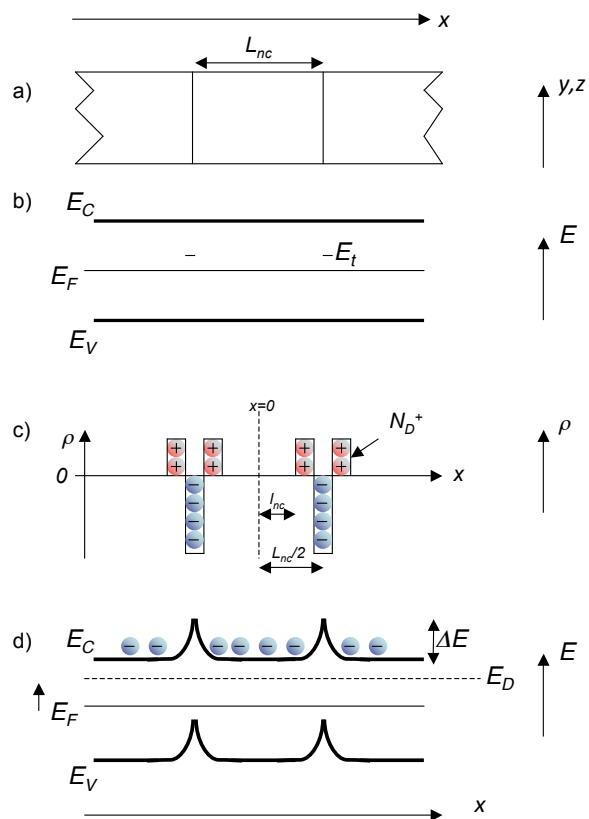 x
L_nc
a)
y,z
b)
E_C
E_t
E
E_F
E_V
c)
x=0
N_D^+
ρ
ρ
0
x
l_nc
L_nc/2
d)
E_C
ΔE
E
E_D
E_F
E_V
x